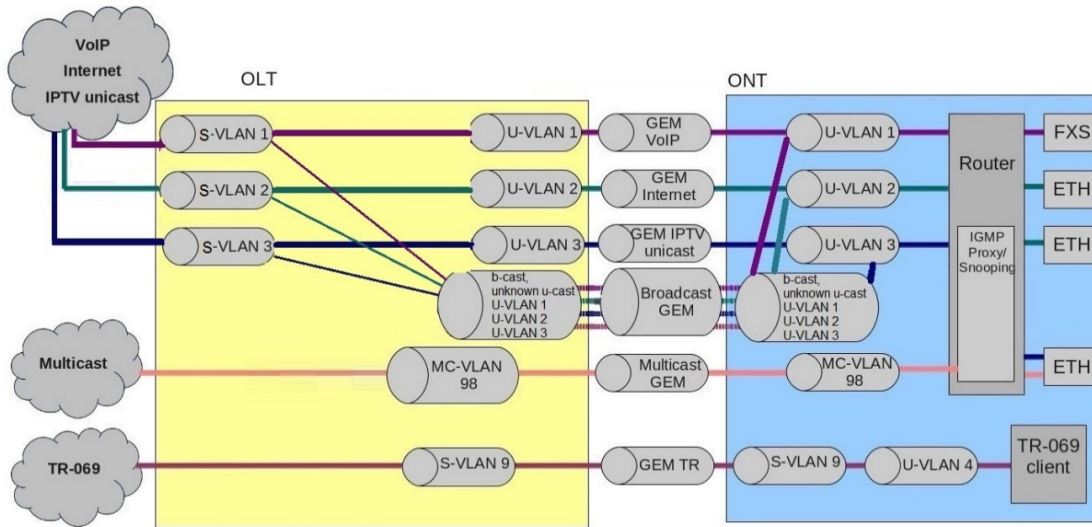 VoIP
Internet
IPTV unicast
OLT
ONT
S-VLAN 1
U-VLAN 1
GEM
VoIP
U-VLAN 1
FXS
Router
S-VLAN 2
U-VLAN 2
GEM
Internet
U-VLAN 2
ETH
S-VLAN 3
U-VLAN 3
GEM IPTV
unicast
U-VLAN 3
IGMP
Proxy/
Snooping
ETH
b-cast,
unknown u-cast
U-VLAN 1
U-VLAN 2
U-VLAN 3
Broadcast
GEM
b-cast,
unknown u-cast
U-VLAN 1
U-VLAN 2
U-VLAN 3
Multicast
MC-VLAN
98
Multicast
GEM
MC-VLAN
98
ETH
TR-069
S-VLAN 9
GEM TR
S-VLAN 9
U-VLAN 4
TR-069
client